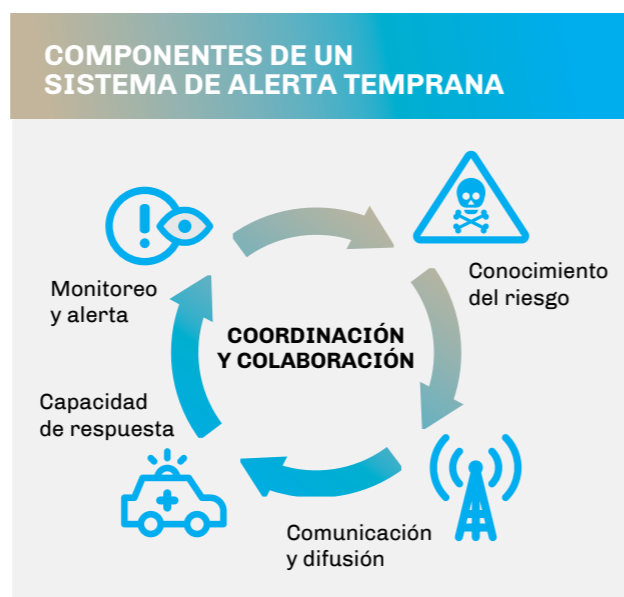 COMPONENTES DE UN
SISTEMA DE ALERTA TEMPRANA
Monitoreo
y alerta
Conocimiento
del riesgo
COORDINACIÓN
Y COLABORACIÓN
Capacidad
de respuesta
Comunicación
y difusión